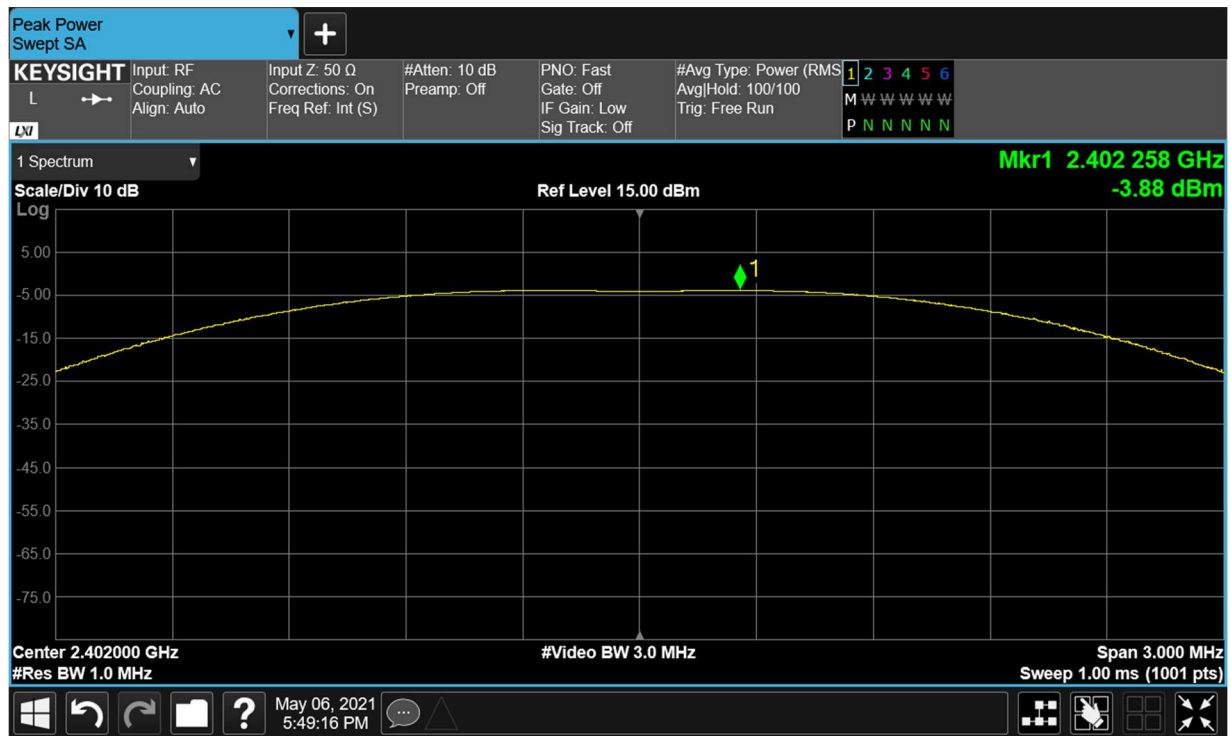 Peak Power
Swept SA
KEYSIGHT
L
LXI
Input: RF
Coupling: AC
Align: Auto
Input Z: 50 Ω
Corrections: On
Freq Ref: Int (S)
#Atten: 10 dB
Preamp: Off
PNO: Fast
Gate: Off
IF Gain: Low
Sig Track: Off
#Avg Type: Power (RMS
Avg|Hold: 100/100
Trig: Free Run
1 2 3 4 5 6
M W W W W W
P N N N N N
1 Spectrum
Mkr1 2.402 258 GHz
Scale/Div 10 dB
Ref Level 15.00 dBm
-3.88 dBm
Log
1
5.00
-5.00
-15.0
-25.0
-35.0
-45.0
-55.0
-65.0
-75.0
Center 2.402000 GHz
#Video BW 3.0 MHz
Span 3.000 MHz
#Res BW 1.0 MHz
Sweep 1.00 ms (1001 pts)
?
May 06, 2021
5:49:16 PM